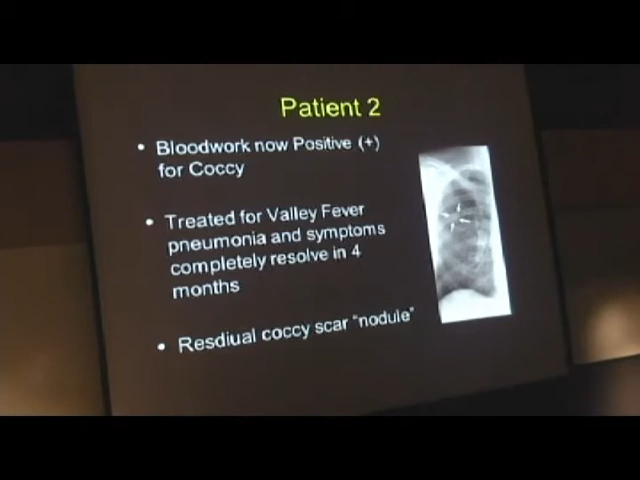 Patient 2
• Bloodwork now Positive (+)
for Coccy
• Treated for Valley Fever
pneumonia and symptoms
completely resolve in 4
months
• Resdiual coccy scar "nodule"